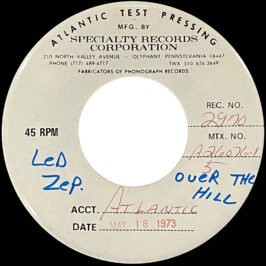 ATLANTIC TEST PRESSING
MFG. BY
SPECIALTY RECORDS
CORPORATION
210 NORTH VALLEY AVENUE - OLYPHANT, PENNSYLVANIA 18447
PHONE (717) 489-4717 TWX 510 656-3649
FABRICATORS OF PHONOGRAPH RECORDS
REC. NO.
2970
45 RPM
MTX. NO.
LED
ZEP.
OVER THE
HILL
ACCT. ATLANTIC
DATE MAY 18 1973